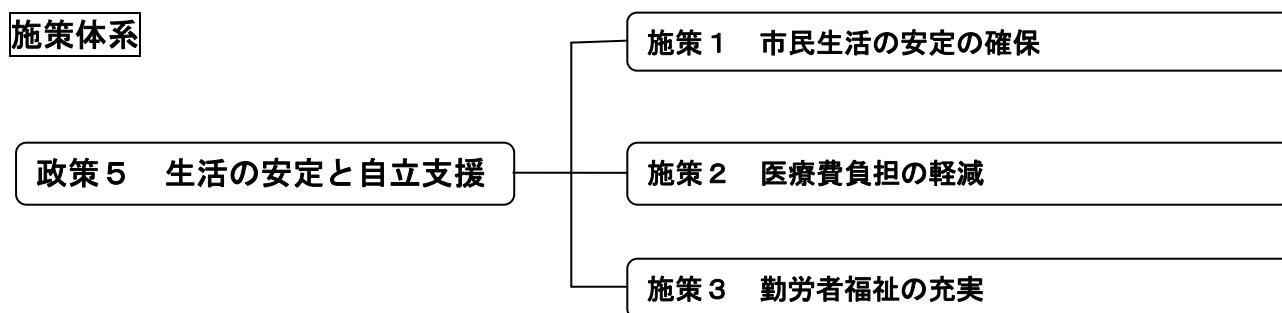 施策体系
施策１　市民生活の安定の確保
政策５　生活の安定と自立支援
施策２　医療費負担の軽減
施策３　勤労者福祉の充実